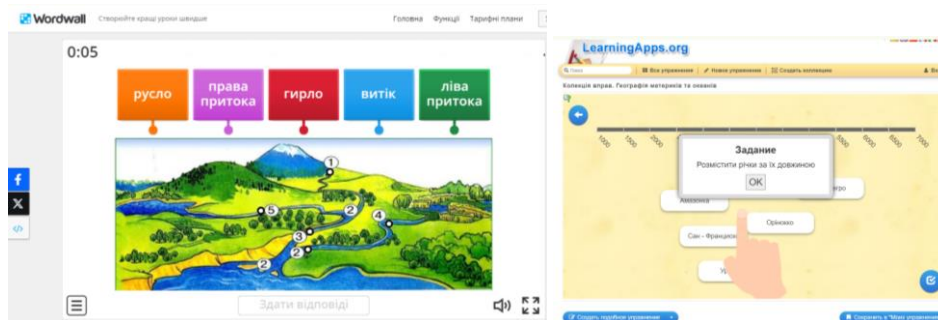 Wordwall Створюйте кращі уроки швидше
Головна Функції Тарифні плани
0:05
русло
права притока
гирло
витік
ліва притока
1
2
5
4
3
2
2
Здати відповіді
LearningApps.org
Все упражнения Новое упражнение Создать коллекцию
Колекція вправ. Географія материків та океанів
1000 1500 2000 5500 6000 6500 7000
Задание
Розмістити річки за їх довжиною
OK
Амазонка
Оріноко
Сан - Франциско
Создать подобное упражнение
Сохранить в "Мои упражнения